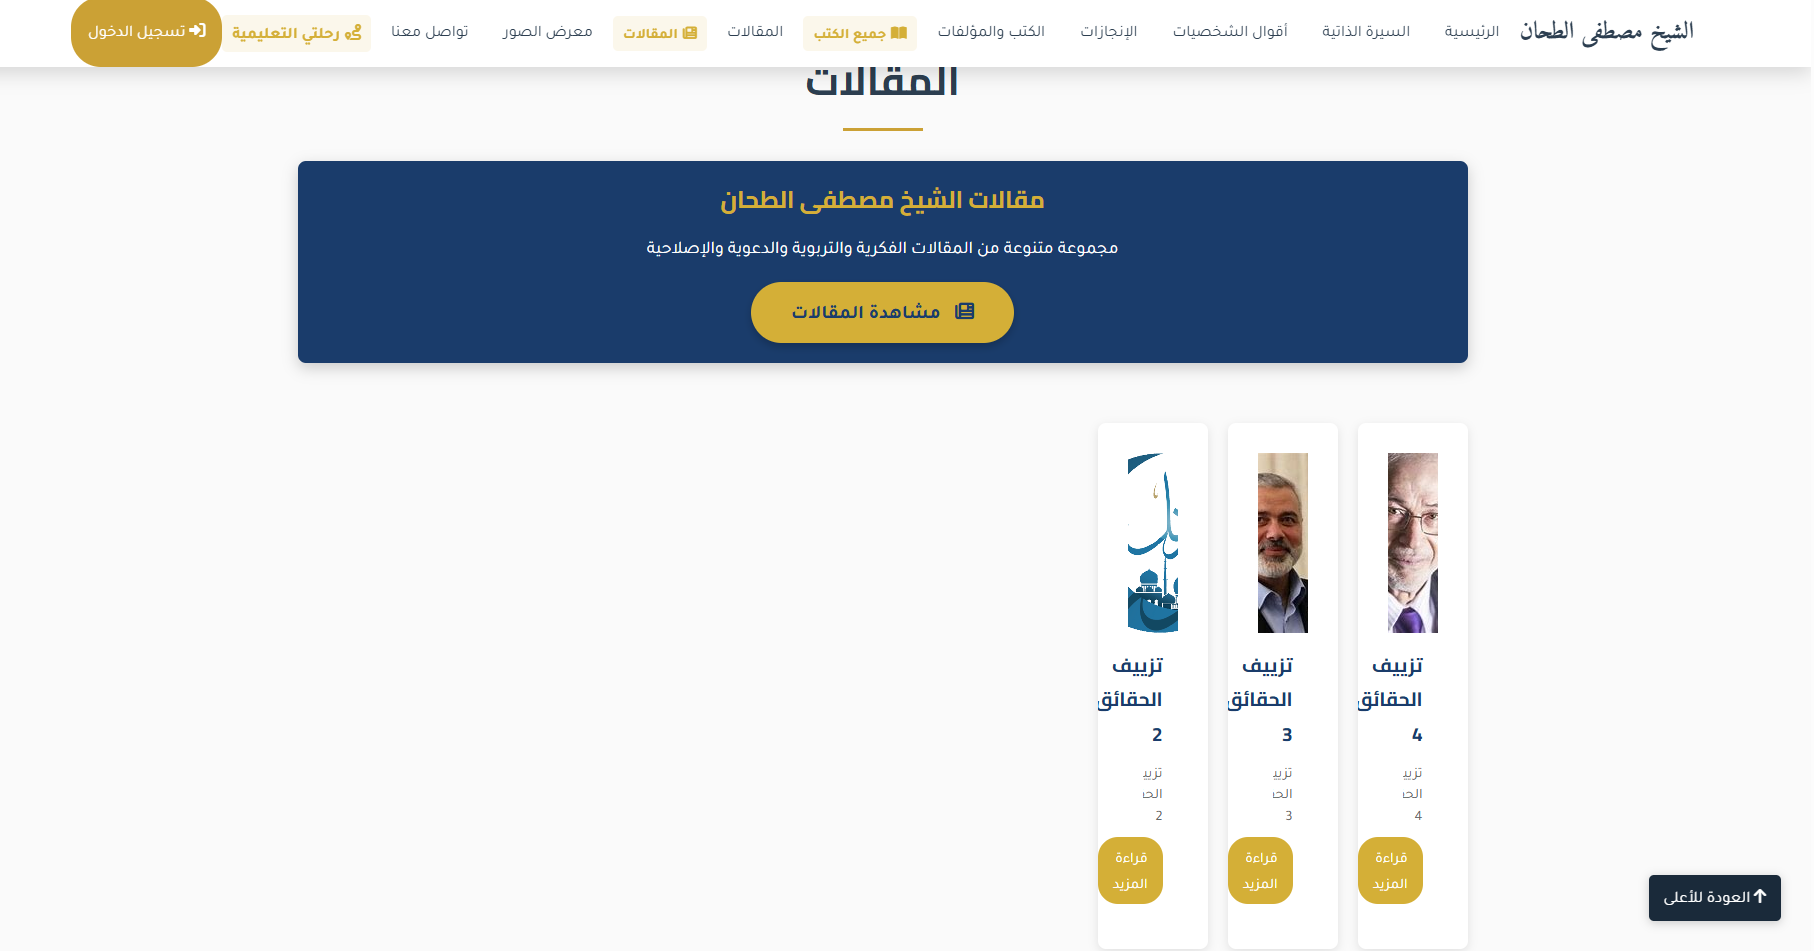 الشيخ مصطفى الطحان
الرئيسية
السيرة الذاتية
أقوال الشخصيات
الإنجازات
الكتب والمؤلفات
جميع الكتب
المقالات
المقالات
معرض الصور
تواصل معنا
رحلتي التعليمية
تسجيل الدخول
المقالات
مقالات الشيخ مصطفى الطحان
مجموعة متنوعة من المقالات الفكرية والتربوية والدعوية والإصلاحية
مشاهدة المقالات
تزييف
الحقائق
4
تزيي
الح
4
قراءة
المزيد
تزييف
الحقائق
3
تزيي
الح
3
قراءة
المزيد
تزييف
الحقائق
2
تزيي
الح
2
قراءة
المزيد
العودة للأعلى